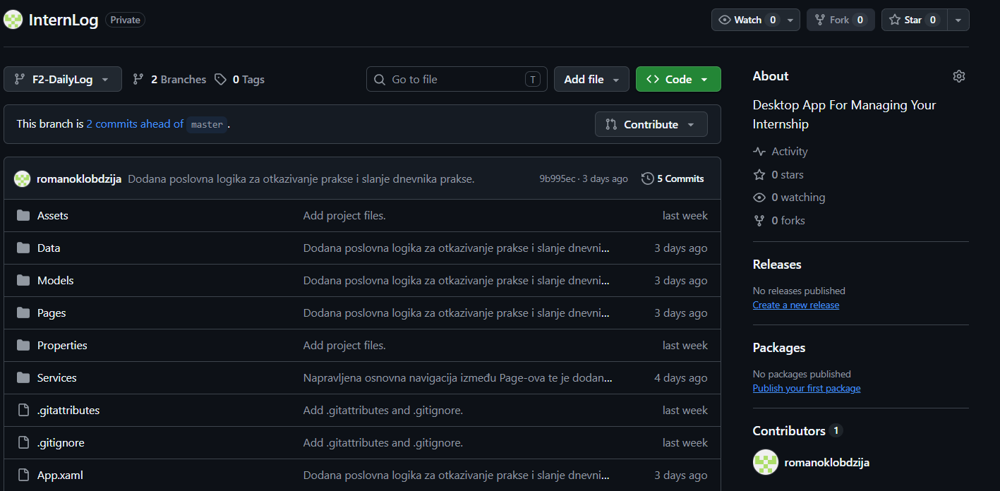 InternLog Private Watch 0 Fork 0 Star 0
F2-DailyLog 2 Branches 0 Tags Go to file T Add file Code
This branch is 2 commits ahead of master . Contribute
romanoklobdzija Dodana poslovna logika za otkazivanje prakse i slanje dnevnika prakse. 9b995ec · 3 days ago 5 Commits
Assets Add project files. last week
Data Dodana poslovna logika za otkazivanje prakse i slanje dnevni... 3 days ago
Models Dodana poslovna logika za otkazivanje prakse i slanje dnevni... 3 days ago
Pages Dodana poslovna logika za otkazivanje prakse i slanje dnevni... 3 days ago
Properties Add project files. last week
Services Napravljena osnovna navigacija između Page-ova te je dodan... 4 days ago
.gitattributes Add .gitattributes and .gitignore. last week
.gitignore Add .gitattributes and .gitignore. last week
App.xaml Dodana poslovna logika za otkazivanje prakse i slanje dnevni... 3 days ago
About
Desktop App For Managing Your
Internship
Activity
0 stars
0 watching
0 forks
Releases
No releases published
Create a new release
Packages
No packages published
Publish your first package
Contributors 1
romanoklobdzija